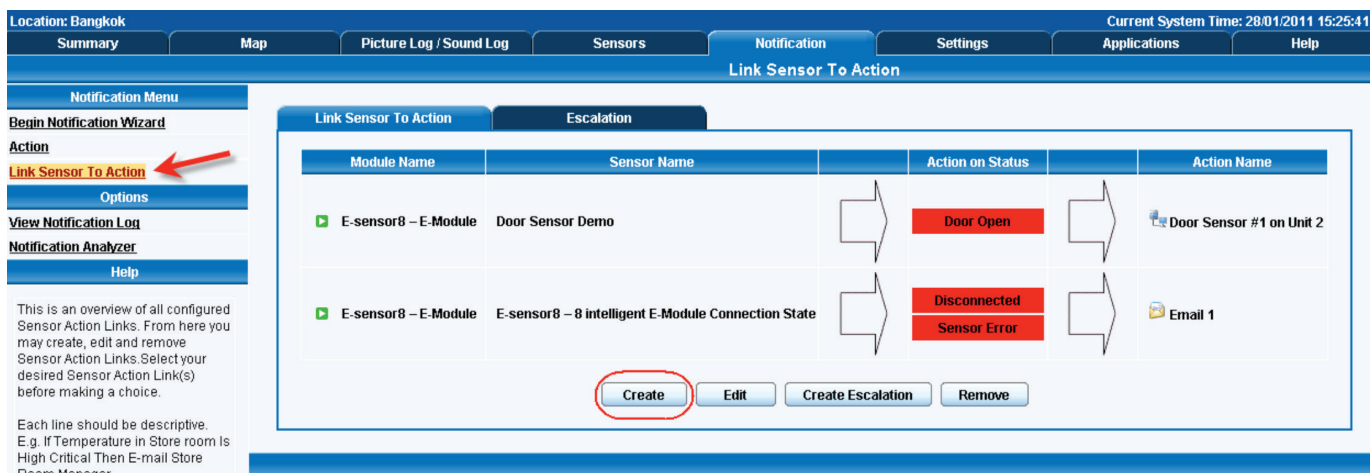 Location: Bangkok
Current System Time: 28/01/2011 15:25:41
Summary Map Picture Log / Sound Log Sensors Notification Settings Applications Help
Link Sensor To Action
Notification Menu
Begin Notification Wizard
Action
Link Sensor To Action
Options
View Notification Log
Notification Analyzer
Help
This is an overview of all configured
Sensor Action Links. From here you
may create, edit and remove
Sensor Action Links.Select your
desired Sensor Action Link(s)
before making a choice.
Each line should be descriptive.
E.g. If Temperature in Store room Is
High Critical Then E-mail Store
Room Manager
Link Sensor To Action Escalation
Module Name Sensor Name Action on Status Action Name
E-sensor8 – E-Module Door Sensor Demo Door Open Door Sensor #1 on Unit 2
E-sensor8 – E-Module E-sensor8 – 8 intelligent E-Module Connection State Disconnected Email 1
Sensor Error
Create Edit Create Escalation Remove